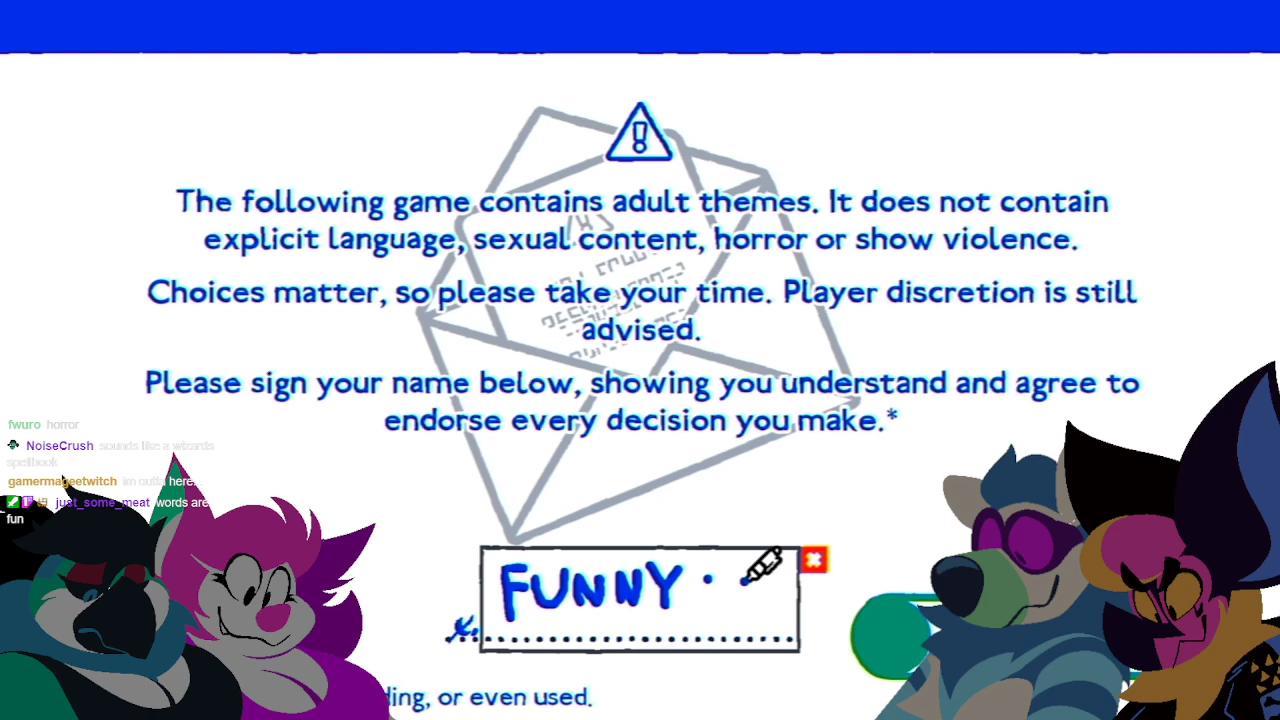 The following game contains adult themes. It does not contain
explicit language, sexual content, horror or show violence.
Choices matter, so please take your time. Player discretion is still
advised.
Please sign your name below, showing you understand and agree to
endorse every decision you make.*
fwuro horror
NoiseCrush sounds like a wizards
spellbook
gamermageetwitch im outta here
just_some_meat words are
fun
FUNNY
x.
ding, or even used.